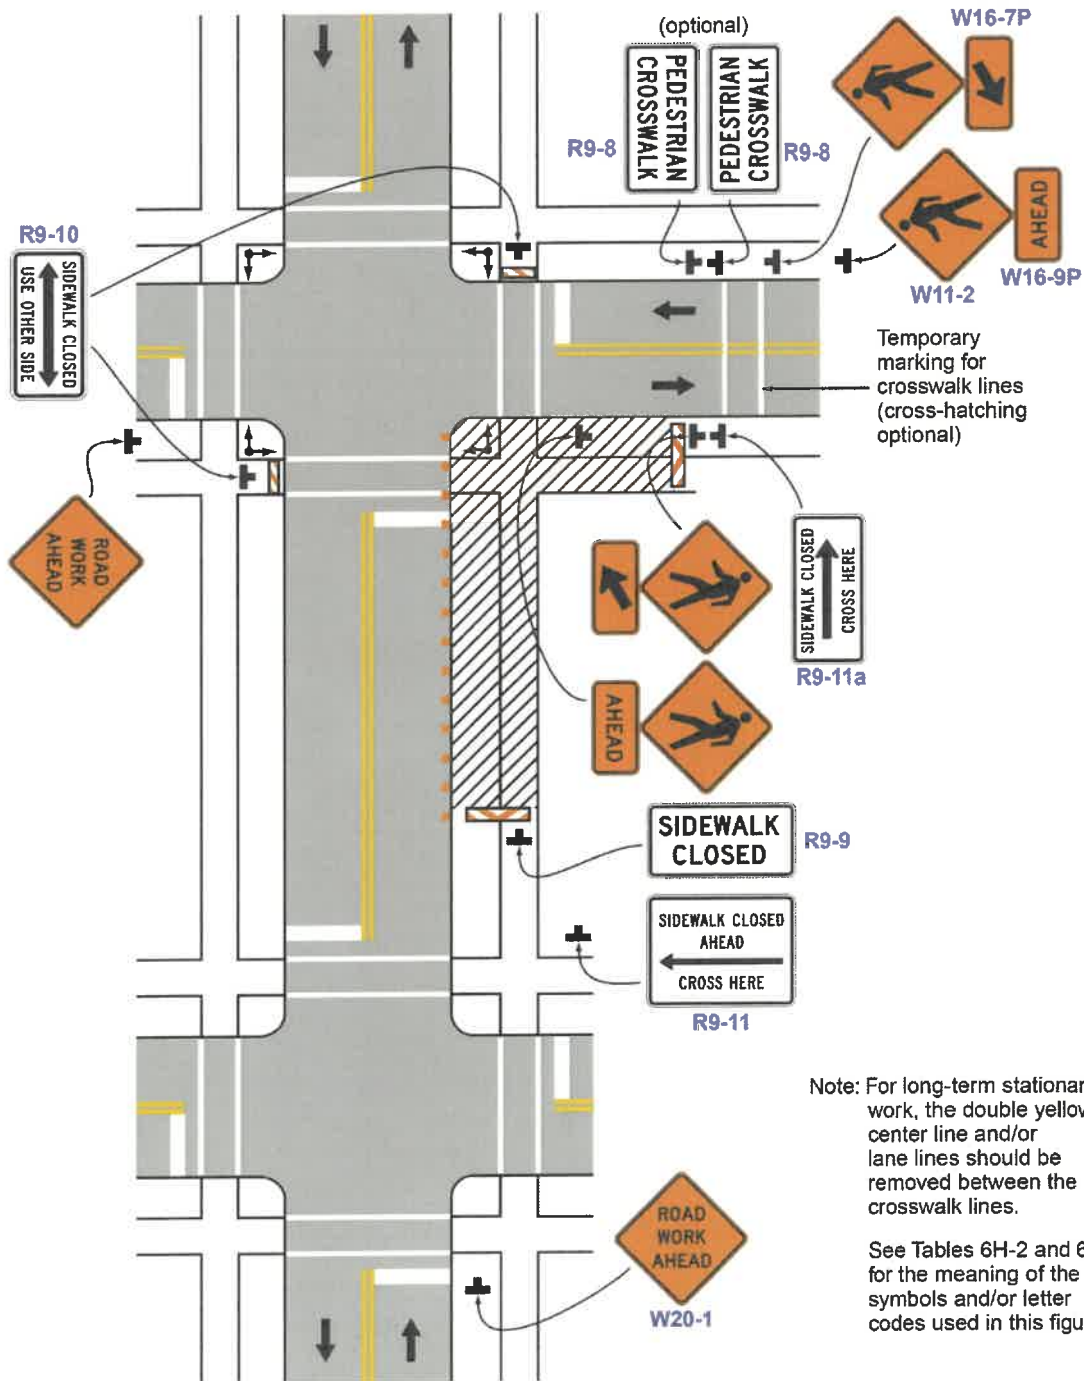 (optional)
W16-7P
PEDESTRIAN
CROSSWALK
PEDESTRIAN
CROSSWALK
R9-8
R9-8
AHEAD
W11-2
W16-9P
R9-10
SIDEWALK CLOSED
USE OTHER SIDE
Temporary
marking for
crosswalk lines
(cross-hatching
optional)
ROAD
WORK
AHEAD
SIDEWALK CLOSED
CROSS HERE
R9-11a
AHEAD
SIDEWALK
CLOSED
R9-9
SIDEWALK CLOSED
AHEAD
CROSS HERE
R9-11
Note: For long-term stationar
work, the double yellow
center line and/or
lane lines should be
removed between the
crosswalk lines.
See Tables 6H-2 and 6
for the meaning of the
symbols and/or letter
codes used in this figu
ROAD
WORK
AHEAD
W20-1